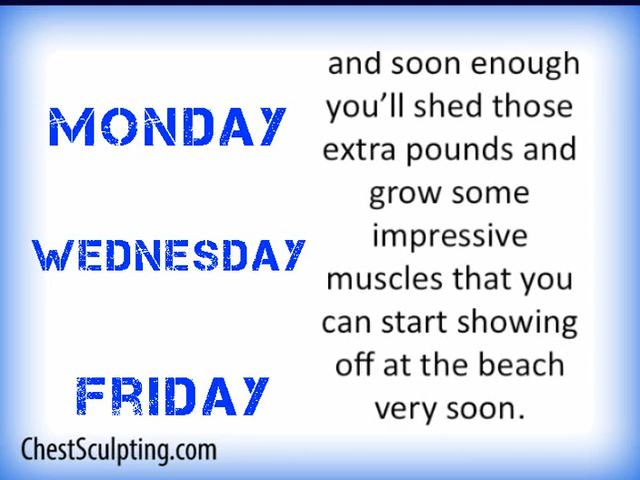 MONDAY
WEDNESDAY
FRIDAY
and soon enough
you'll shed those
extra pounds and
grow some
impressive
muscles that you
can start showing
off at the beach
very soon.
ChestSculpting.com